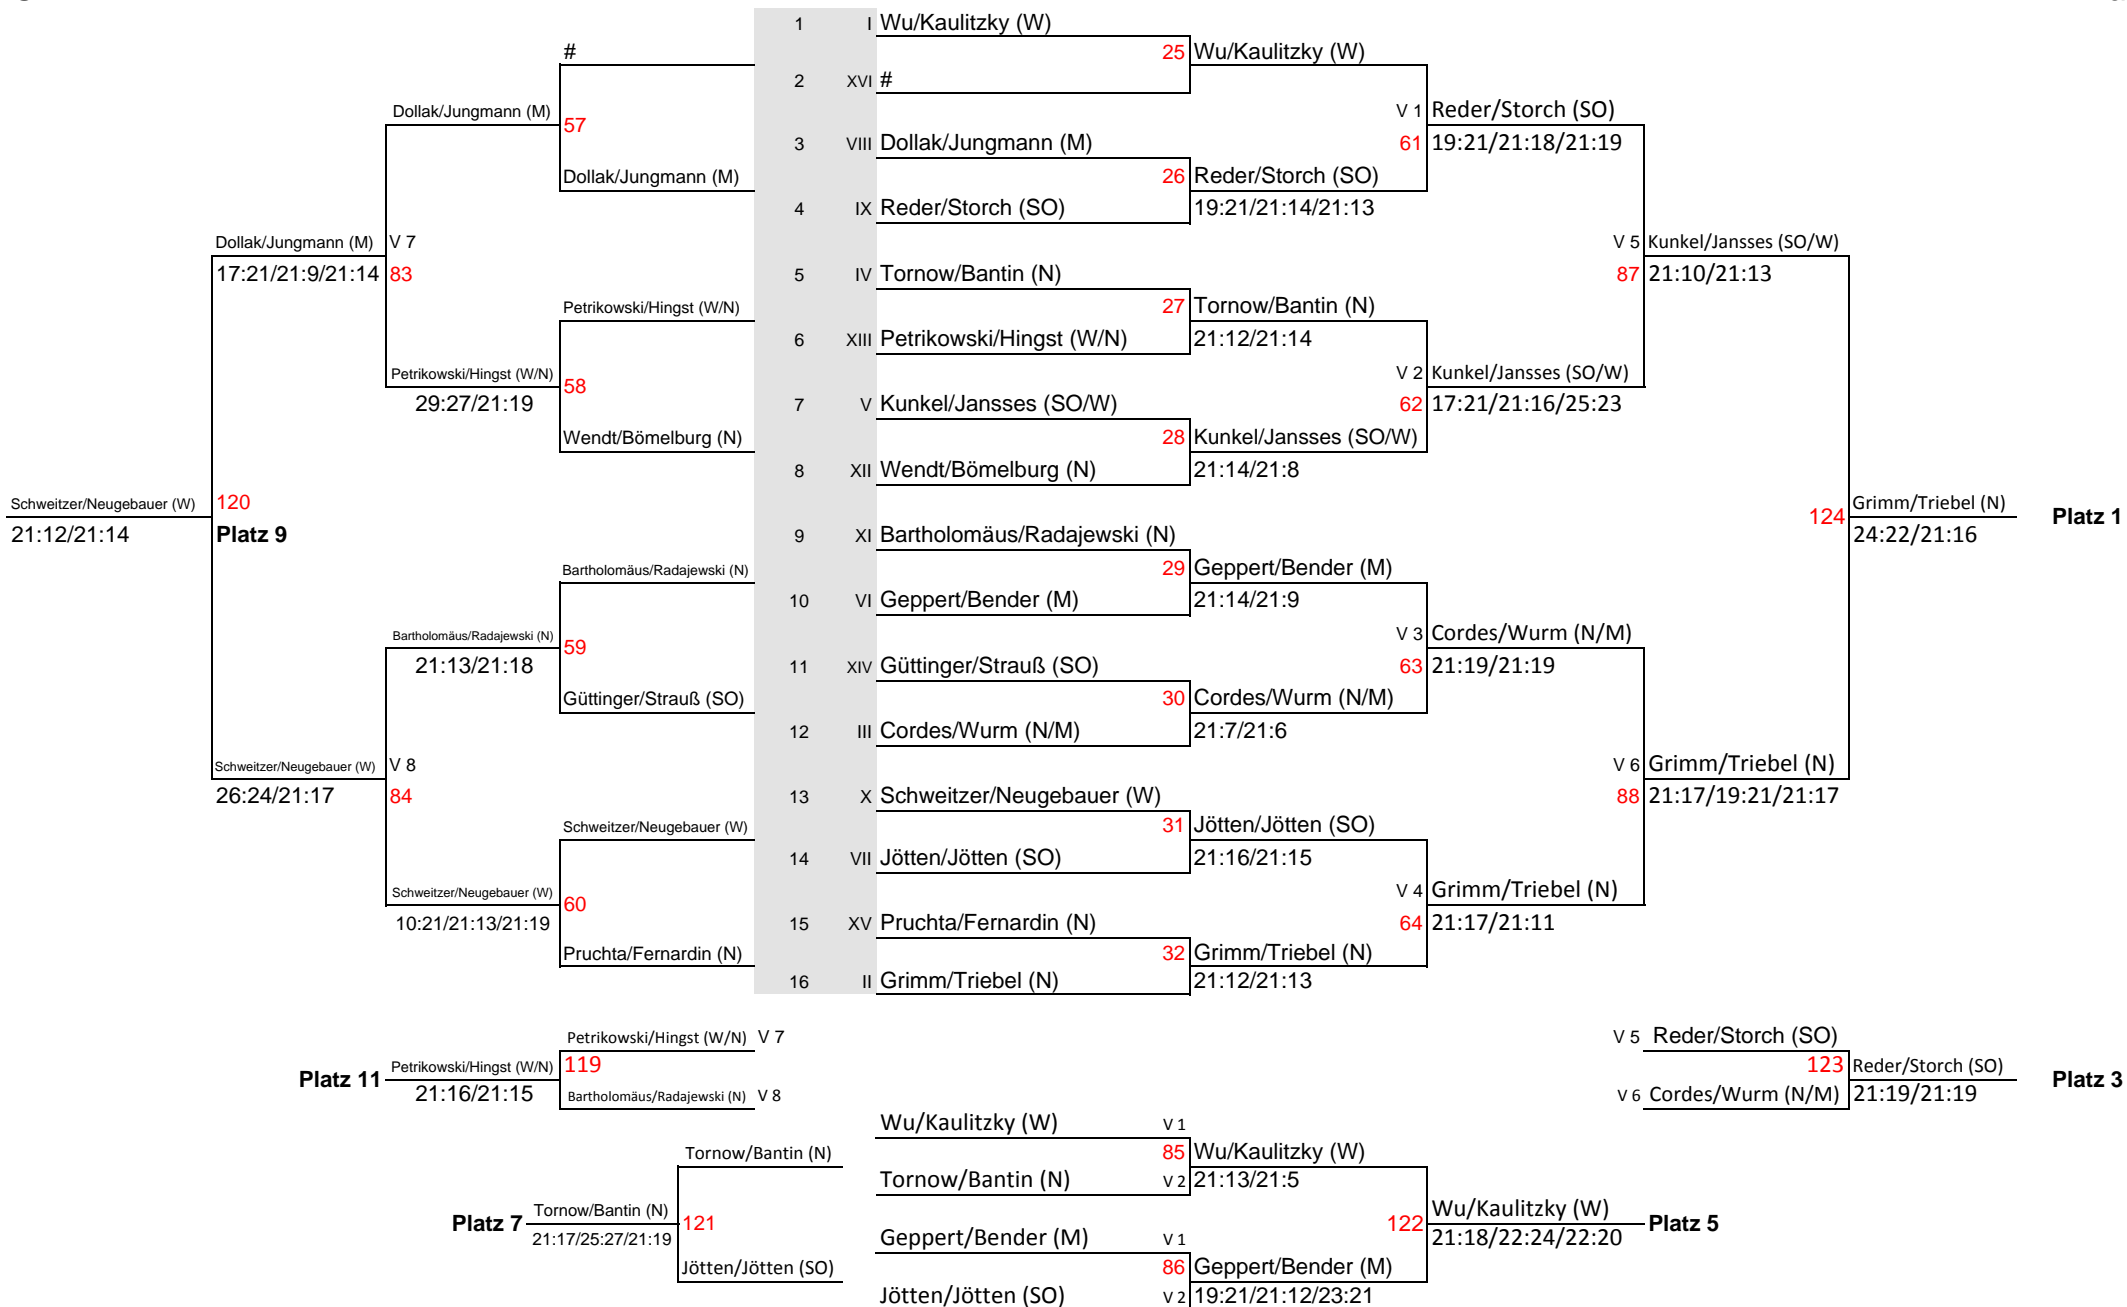 1 I Wu/Kaulitzky (W)
# 25 Wu/Kaulitzky (W)
2 XVI #
Dollak/Jungmann (M) 57 V 1 Reder/Storch (SO)
3 VIII Dollak/Jungmann (M) 61 19:21/21:18/21:19
Dollak/Jungmann (M) 26 Reder/Storch (SO)
4 IX Reder/Storch (SO) 19:21/21:14/21:13
Dollak/Jungmann (M) V 7 V 5 Kunkel/Jansses (SO/W)
17:21/21:9/21:14 83 5 IV Tornow/Bantin (N) 87 21:10/21:13
Petrikowski/Hingst (W/N) 27 Tornow/Bantin (N)
6 XIII Petrikowski/Hingst (W/N) 21:12/21:14
Petrikowski/Hingst (W/N) 58 V 2 Kunkel/Jansses (SO/W)
29:27/21:19 7 V Kunkel/Jansses (SO/W) 62 17:21/21:16/25:23
Wendt/Bömelburg (N) 28 Kunkel/Jansses (SO/W)
8 XII Wendt/Bömelburg (N) 21:14/21:8
Schweitzer/Neugebauer (W) 120 124 Grimm/Triebel (N) Platz 1
21:12/21:14 Platz 9 9 XI Bartholomäus/Radajewski (N) 24:22/21:16
Bartholomäus/Radajewski (N) 29 Geppert/Bender (M)
10 VI Geppert/Bender (M) 21:14/21:9
Bartholomäus/Radajewski (N) 59 V 3 Cordes/Wurm (N/M)
21:13/21:18 11 XIV Güttinger/Strauß (SO) 63 21:19/21:19
Güttinger/Strauß (SO) 30 Cordes/Wurm (N/M)
12 III Cordes/Wurm (N/M) 21:7/21:6
Schweitzer/Neugebauer (W) V 8 V 6 Grimm/Triebel (N)
26:24/21:17 84 13 X Schweitzer/Neugebauer (W) 88 21:17/19:21/21:17
Schweitzer/Neugebauer (W) 31 Jötten/Jötten (SO)
14 VII Jötten/Jötten (SO) 21:16/21:15
Schweitzer/Neugebauer (W) 60 V 4 Grimm/Triebel (N)
10:21/21:13/21:19 15 XV Pruchta/Fernardin (N) 64 21:17/21:11
Pruchta/Fernardin (N) 32 Grimm/Triebel (N)
16 II Grimm/Triebel (N) 21:12/21:13
Petrikowski/Hingst (W/N) V 7 V 5 Reder/Storch (SO)
Platz 11 Petrikowski/Hingst (W/N) 119 123 Reder/Storch (SO) Platz 3
21:16/21:15 Bartholomäus/Radajewski (N) V 8 V 6 Cordes/Wurm (N/M) 21:19/21:19
Wu/Kaulitzky (W) V 1
Tornow/Bantin (N) 85 Wu/Kaulitzky (W)
Tornow/Bantin (N) V 2 21:13/21:5
Platz 7 Tornow/Bantin (N) 121 122 Wu/Kaulitzky (W) Platz 5
21:17/25:27/21:19 Geppert/Bender (M) V 1 21:18/22:24/22:20
Jötten/Jötten (SO) 86 Geppert/Bender (M)
Jötten/Jötten (SO) V 2 19:21/21:12/23:21